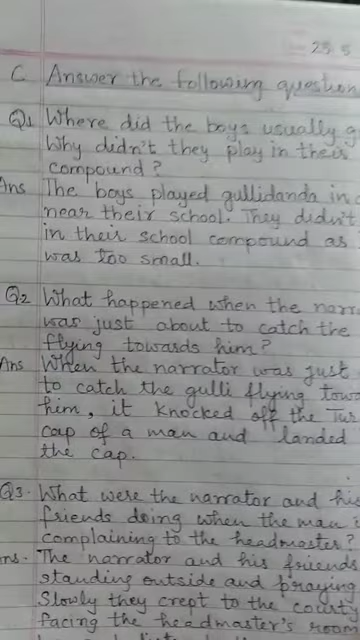 25 5
C Answer the following question
Q1 Where did the boys usually g
Why didn't they play in their
compound?
Ans The boys played gullidanda in
near their school. They didn't
in their school compound as
was too small.
Q2 What happened when the narr
was just about to catch the
flying towards him?
Ans When the narrator was just
to catch the gulli flying towa
him, it knocked off the Tur
cap of a man and landed
the cap.
Q3. What were the narrator and his
friends doing when the man
complaining to the headmaster?
ns. The narrator and his friends
standing outside and praying
Slowly they crept to the
facing the headmaster's room